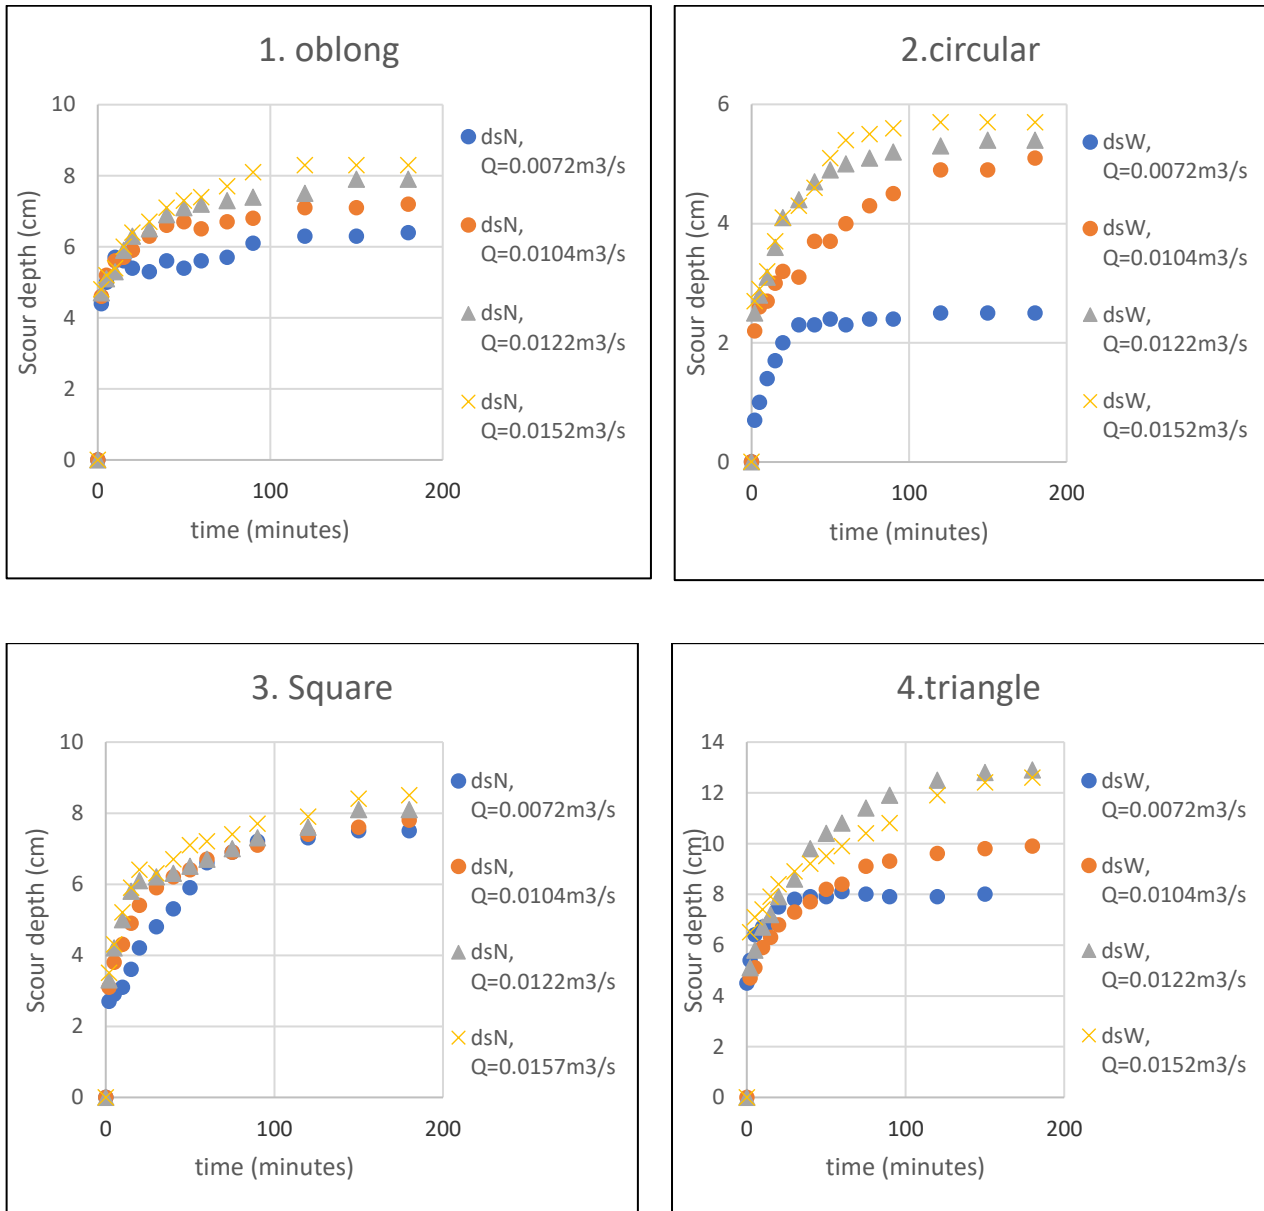 1. oblong
10
8
6
4
2
0
0 100 200
Scour depth (cm)
time (minutes)
dsN,
Q=0.0072m3/s
dsN,
Q=0.0104m3/s
dsN,
Q=0.0122m3/s
dsN,
Q=0.0152m3/s
2.circular
6
4
2
0
0 100 200
Scour depth (cm)
time (minutes)
dsW,
Q=0.0072m3/s
dsW,
Q=0.0104m3/s
dsW,
Q=0.0122m3/s
dsW,
Q=0.0152m3/s
3. Square
10
8
6
4
2
0
0 100 200
Scour depth (cm)
time (minutes)
dsN,
Q=0.0072m3/s
dsN,
Q=0.0104m3/s
dsN,
Q=0.0122m3/s
dsN,
Q=0.0157m3/s
4.triangle
14
12
10
8
6
4
2
0
0 100 200
Scour depth (cm)
time (minutes)
dsW,
Q=0.0072m3/s
dsW,
Q=0.0104m3/s
dsW,
Q=0.0122m3/s
dsW,
Q=0.0152m3/s